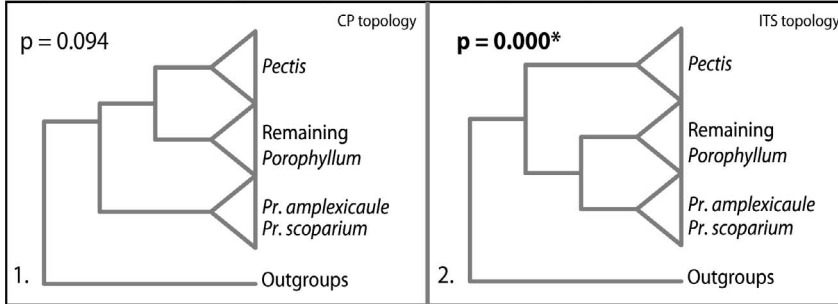 CP topology
p = 0.094
Pectis
Remaining
Porophyllum
Pr. amplexicaule
Pr. scoparium
1.
Outgroups
ITS topology
p = 0.000*
Pectis
Remaining
Porophyllum
Pr. amplexicaule
Pr. scoparium
2.
Outgroups